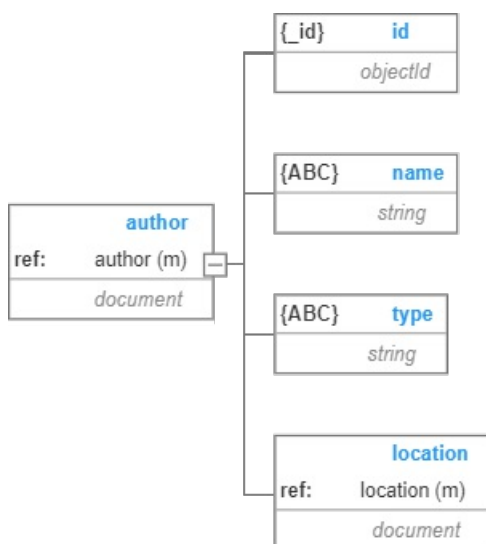 {_id} id
objectId
{ABC} name
string
author
ref: author (m)
document
{ABC} type
string
location
ref: location (m)
document